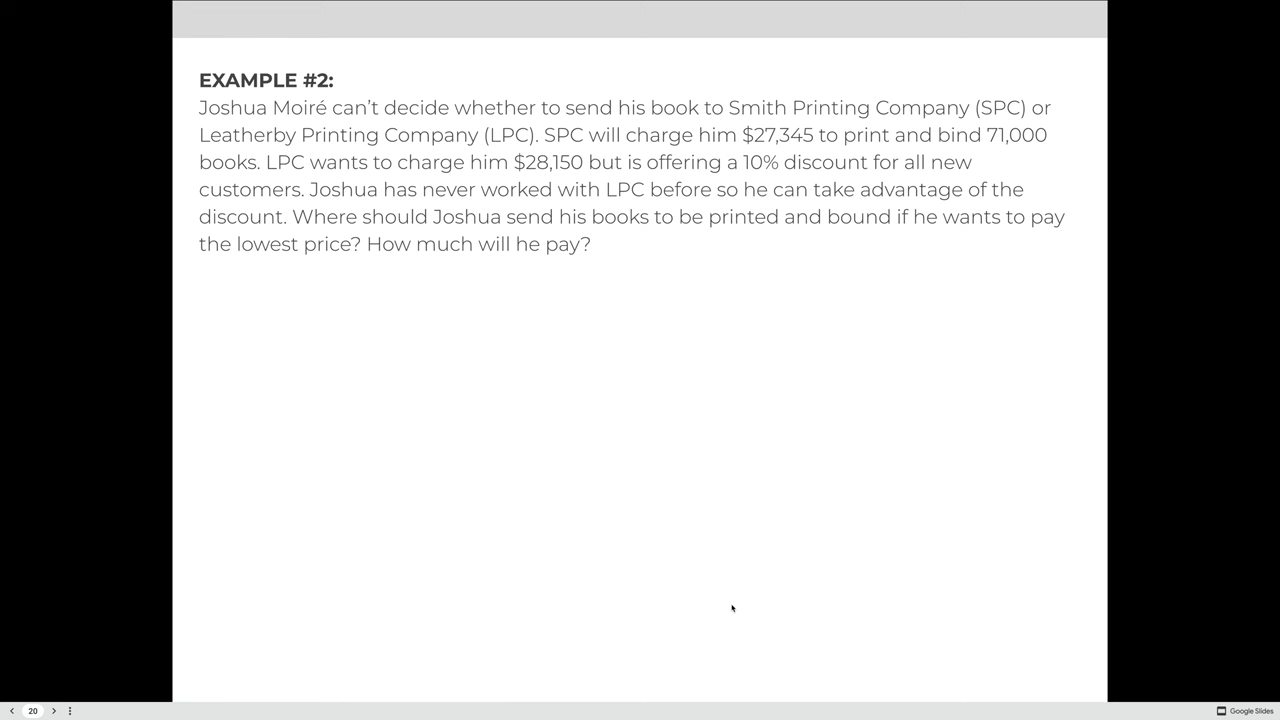 EXAMPLE #2:
Joshua Moiré can’t decide whether to send his book to Smith Printing Company (SPC) or
Leatherby Printing Company (LPC). SPC will charge him $27,345 to print and bind 71,000
books. LPC wants to charge him $28,150 but is offering a 10% discount for all new
customers. Joshua has never worked with LPC before so he can take advantage of the
discount. Where should Joshua send his books to be printed and bound if he wants to pay
the lowest price? How much will he pay?
20
Google Slides